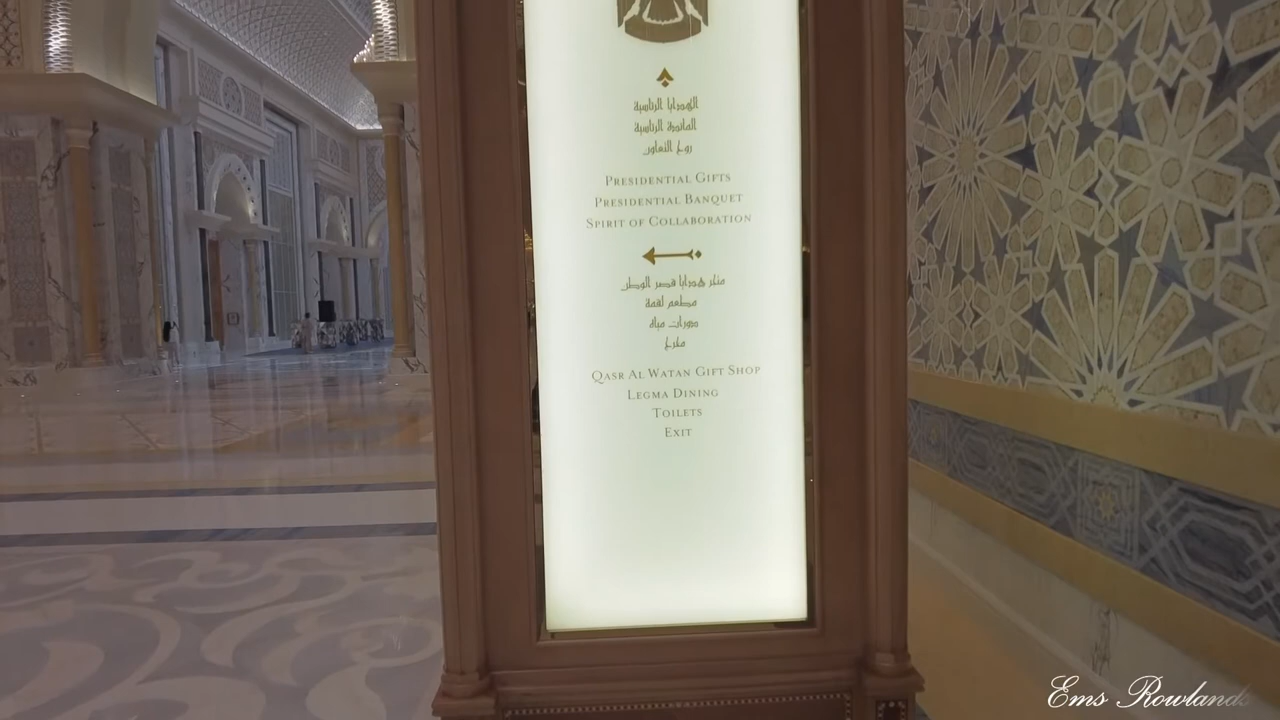 الهدايا الرئاسية
المائدة الرئاسية
روح التعاون
PRESIDENTIAL GIFTS
PRESIDENTIAL BANQUET
SPIRIT OF COLLABORATION
متجر هدايا قصر الوطن
مطعم لقمة
دورات مياه
مخرج
QASR AL WATAN GIFT SHOP
LEGMA DINING
TOILETS
EXIT
Ems Rowlands